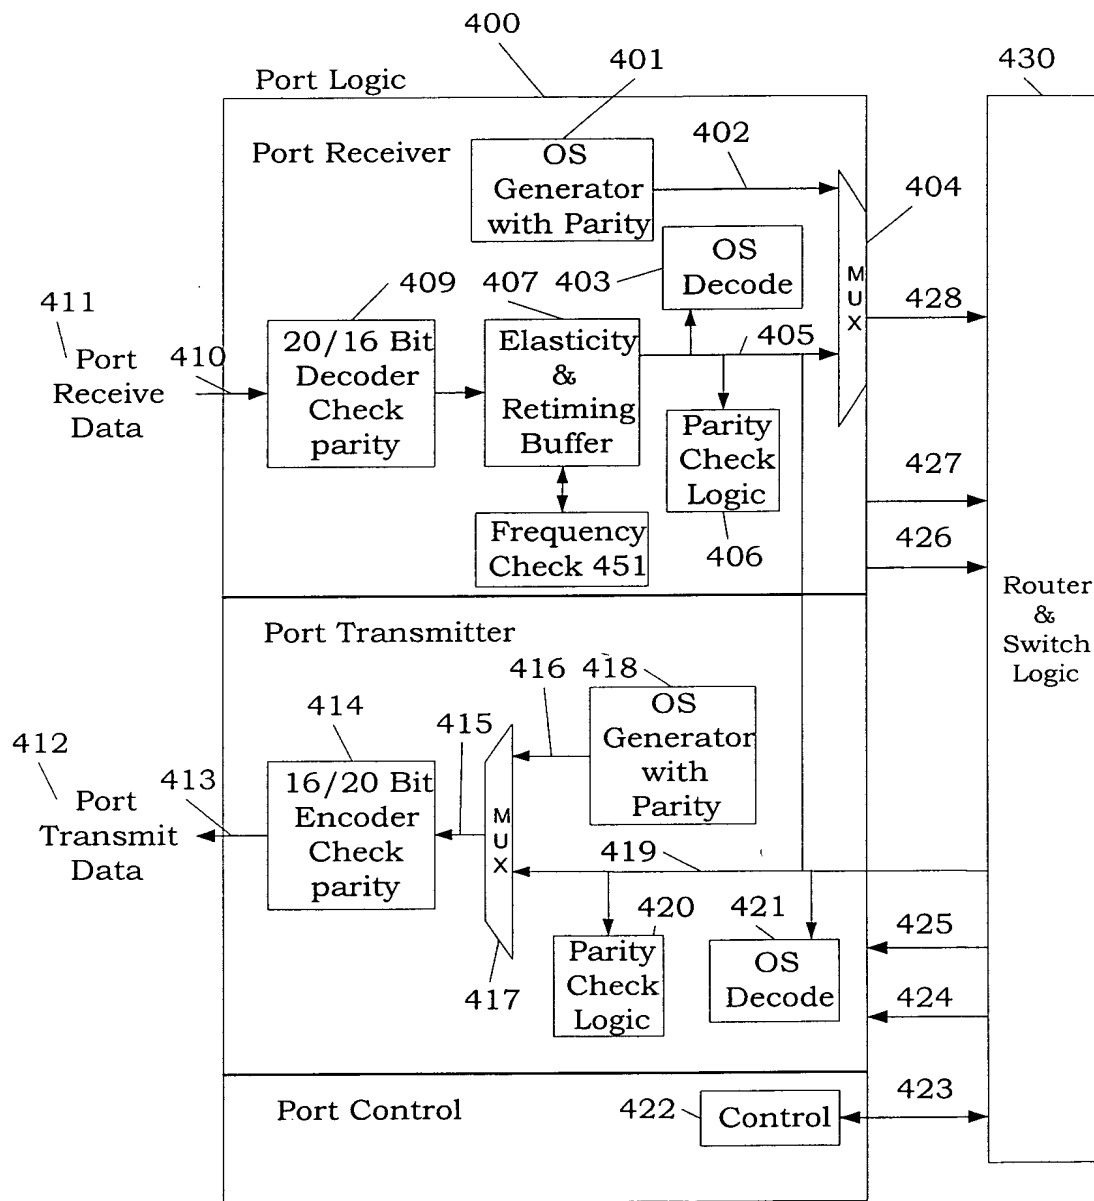 400
401
430
Port Logic
Port Receiver
OS
Generator
with Parity
402
404
OS
Decode
403
MUX
409
407
428
411
Port
Receive
Data
410
20/16 Bit
Decoder
Check
parity
Elasticity
&
Retiming
Buffer
405
Parity
Check
Logic
406
427
426
Frequency
Check 451
Router
&
Switch
Logic
Port Transmitter
416
418
OS
Generator
with
Parity
414
415
412
Port
Transmit
Data
413
16/20 Bit
Encoder
Check
parity
MUX
419
417
420
Parity
Check
Logic
421
OS
Decode
425
424
Port Control
422
Control
423